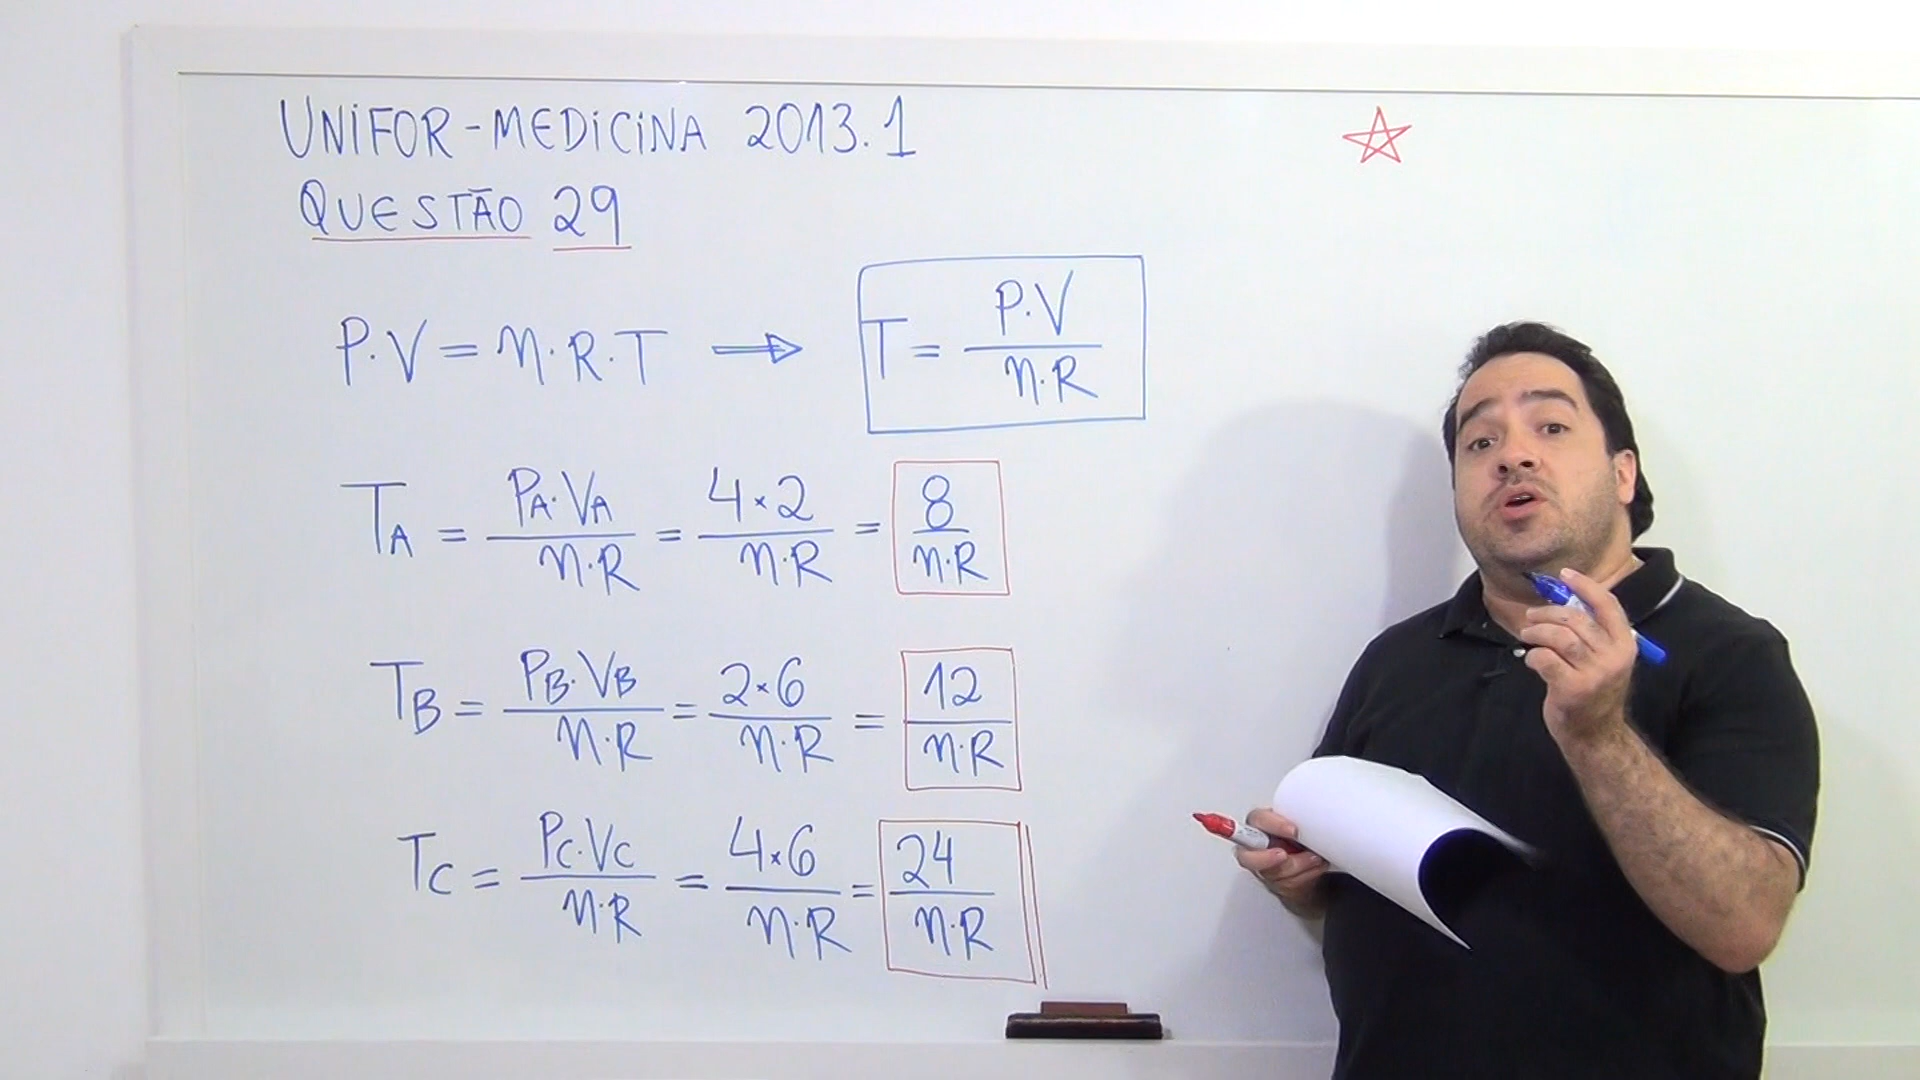 UNIFOR-MEDICINA 2013.1
QUESTÃO 29
P.V = n.R.T ⇒ T = P.V / n.R
TA = PA.VA / n.R = 4×2 / n.R = 8 / n.R
TB = PB.VB / n.R = 2×6 / n.R = 12 / n.R
TC = PC.VC / n.R = 4×6 / n.R = 24 / n.R